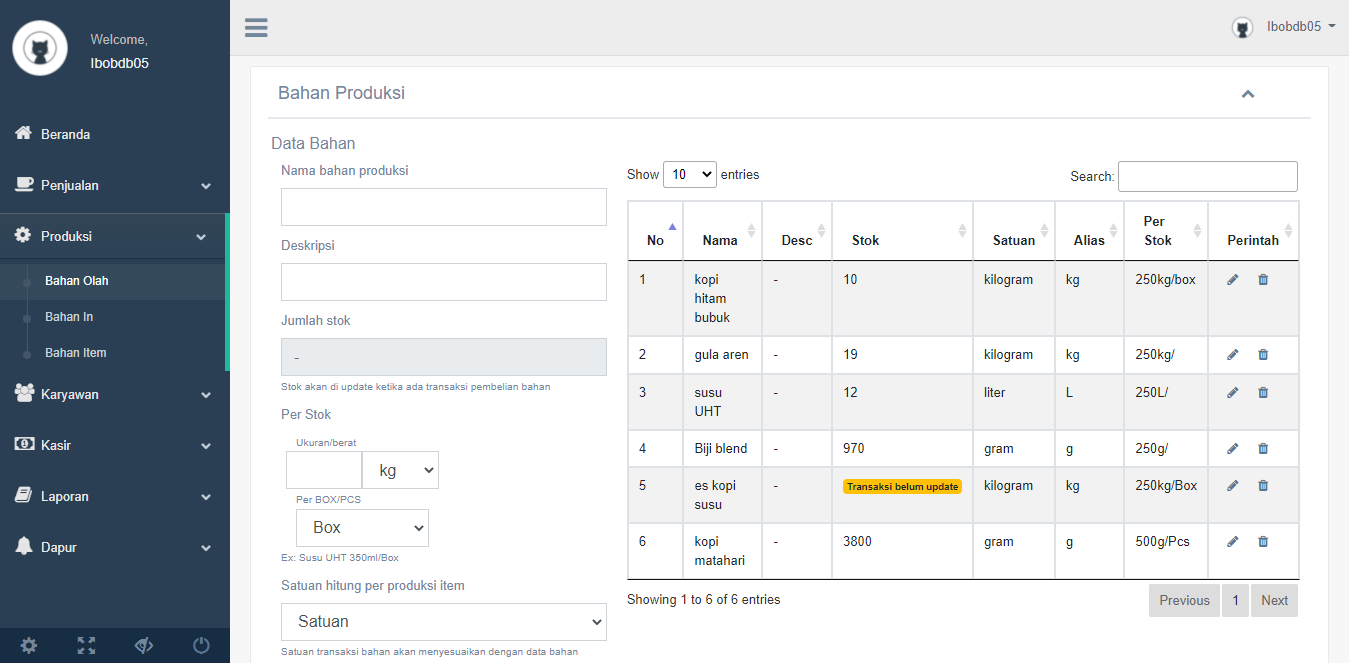 Welcome,
Ibobdb05
Beranda
Penjualan
Produksi
Bahan Olah
Bahan In
Bahan Item
Karyawan
Kasir
Laporan
Dapur
Ibobdb05
Bahan Produksi
Data Bahan
Nama bahan produksi
Deskripsi
Jumlah stok
-
Stok akan di update ketika ada transaksi pembelian bahan
Per Stok
Ukuran/berat
kg
Per BOX/PCS
Box
Ex: Susu UHT 350ml/Box
Satuan hitung per produksi item
Satuan
Satuan transaksi bahan akan menyesuaikan dengan data bahan
Show 10 entries
Search:
No Nama Desc Stok Satuan Alias Per Stok Perintah
1 kopi hitam bubuk - 10 kilogram kg 250kg/box
2 gula aren - 19 kilogram kg 250kg/
3 susu UHT - 12 liter L 250L/
4 Biji blend - 970 gram g 250g/
5 es kopi susu - Transaksi belum update kilogram kg 250kg/Box
6 kopi matahari - 3800 gram g 500g/Pcs
Showing 1 to 6 of 6 entries
Previous 1 Next